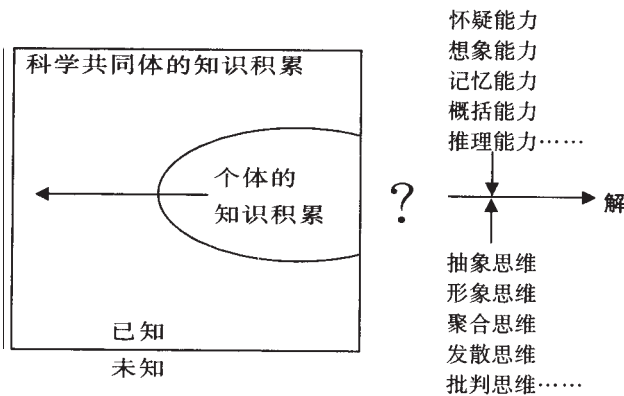 科学共同体的知识积累
个体的
知识积累
已知
未知
?
怀疑能力
想象能力
记忆能力
概括能力
推理能力……
解
抽象思维
形象思维
聚合思维
发散思维
批判思维……